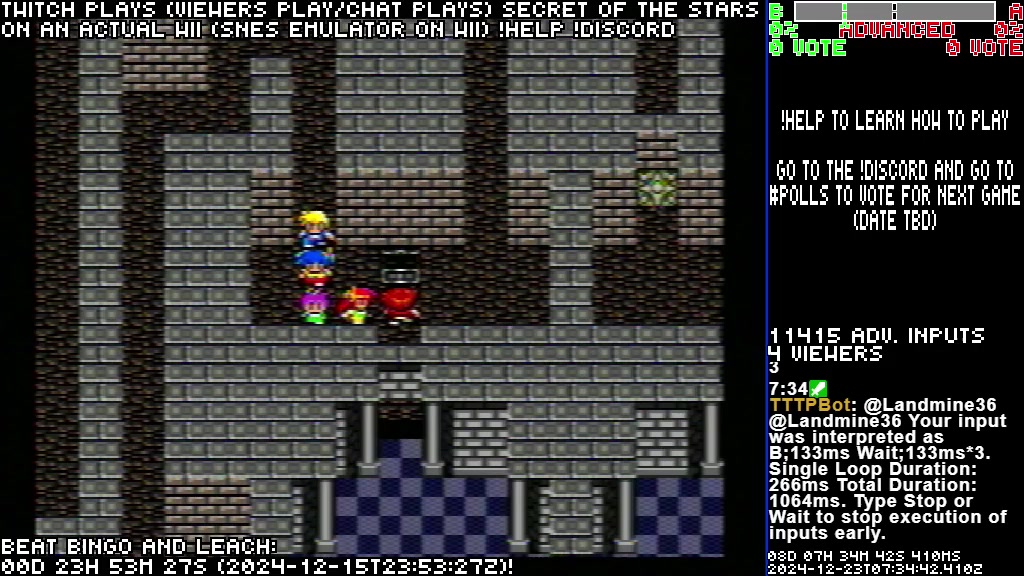 TWITCH PLAYS (VIEWERS PLAY/CHAT PLAYS) SECRET OF THE STARS
ON AN ACTUAL WII (SNES EMULATOR ON WII) !HELP !DISCORD
B A
0% ADVANCED 0%
0 VOTE 0 VOTE
!HELP TO LEARN HOW TO PLAY
GO TO THE !DISCORD AND GO TO
#POLLS TO VOTE FOR NEXT GAME
(DATE TBD)
11415 ADV. INPUTS
4 VIEWERS
3
7:34
TTTPBot: @Landmine36
@Landmine36 Your input
was interpreted as
B;133ms Wait;133ms*3.
Single Loop Duration:
266ms Total Duration:
1064ms. Type Stop or
Wait to stop execution of
inputs early.
BEAT BINGO AND LEACH:
00D 23H 53M 27S (2024-12-15T23:53:27Z)!
08D 07H 34M 42S 410MS
2024-12-23T07:34:42.410Z